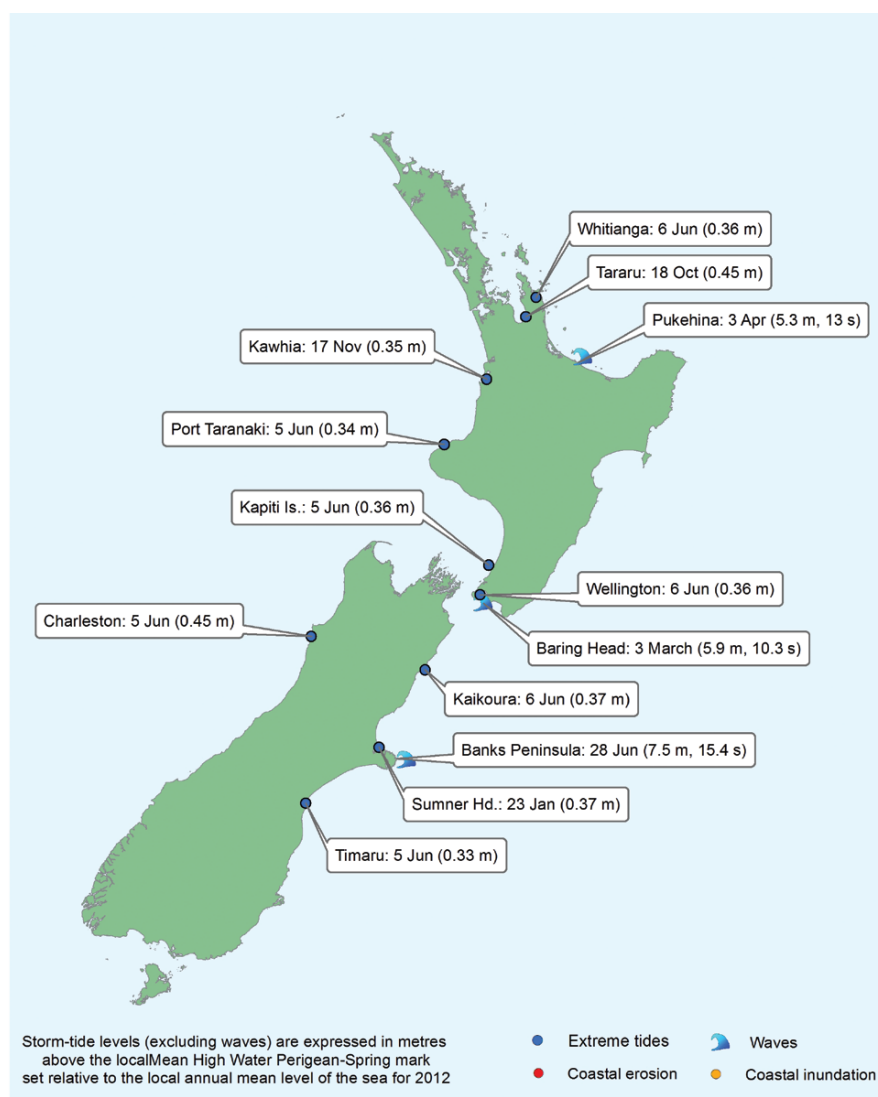 Whitianga: 6 Jun (0.36 m)
Tararu: 18 Oct (0.45 m)
Pukehina: 3 Apr (5.3 m, 13 s)
Kawhia: 17 Nov (0.35 m)
Port Taranaki: 5 Jun (0.34 m)
Kapiti Is.: 5 Jun (0.36 m)
Wellington: 6 Jun (0.36 m)
Charleston: 5 Jun (0.45 m)
Baring Head: 3 March (5.9 m, 10.3 s)
Kaikoura: 6 Jun (0.37 m)
Banks Peninsula: 28 Jun (7.5 m, 15.4 s)
Sumner Hd.: 23 Jan (0.37 m)
Timaru: 5 Jun (0.33 m)
Storm-tide levels (excluding waves) are expressed in metres
above the localMean High Water Perigean-Spring mark
set relative to the local annual mean level of the sea for 2012
Extreme tides
Waves
Coastal erosion
Coastal inundation